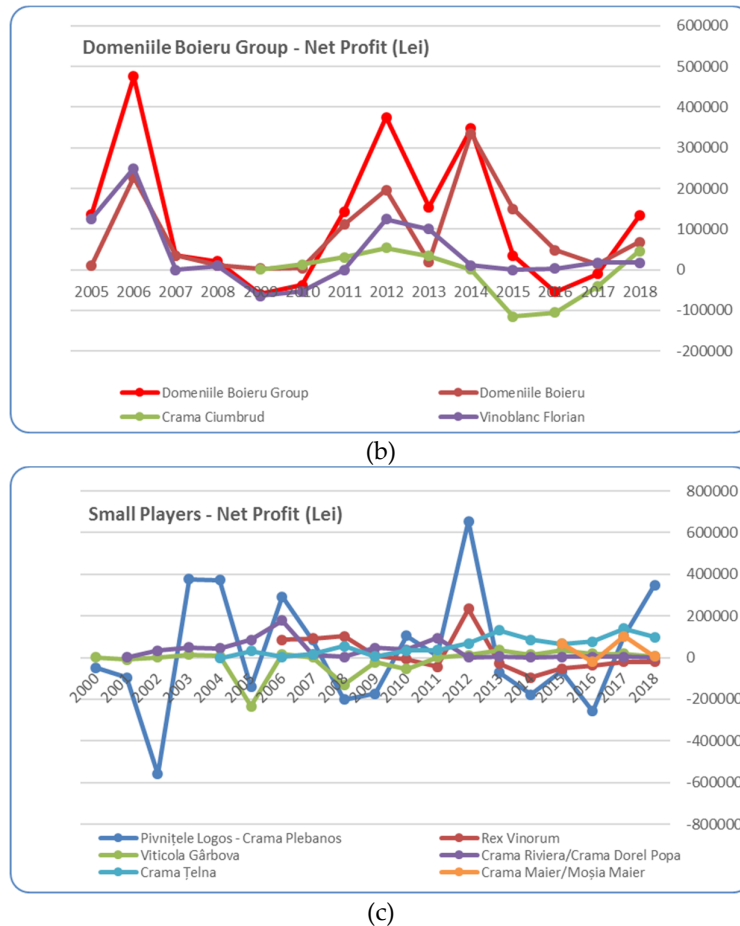 600000
Domeniile Boieru Group - Net Profit (Lei)
500000
400000
300000
200000
100000
0
2005 2006 2007 2008 2009 2010 2011 2012 2013 2014 2015 2016 2017 2018
-100000
-200000
Domeniile Boieru Group Domeniile Boieru
Crama Ciumbrud Vinoblanc Florian
(b)
800000
Small Players - Net Profit (Lei)
600000
400000
200000
0
2000 2001 2002 2003 2004 2005 2006 2007 2008 2009 2010 2011 2012 2013 2014 2015 2016 2017 2018
-200000
-400000
-600000
-800000
Pivnițele Logos - Crama Plebanos Rex Vinorum
Viticola Gârbova Crama Riviera/Crama Dorel Popa
Crama Țelna Crama Maier/Moșia Maier
(c)